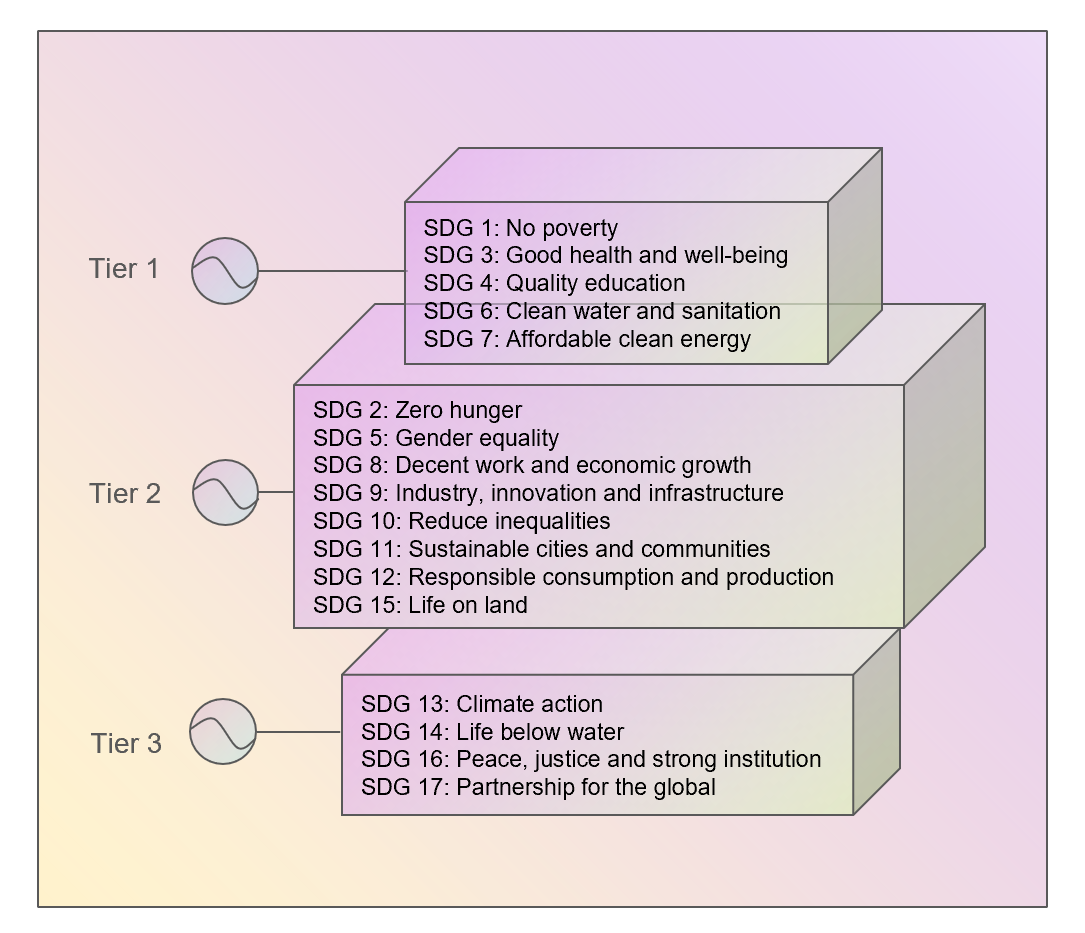 Tier 1
SDG 1: No poverty
SDG 3: Good health and well-being
SDG 4: Quality education
SDG 6: Clean water and sanitation
SDG 7: Affordable clean energy
Tier 2
SDG 2: Zero hunger
SDG 5: Gender equality
SDG 8: Decent work and economic growth
SDG 9: Industry, innovation and infrastructure
SDG 10: Reduce inequalities
SDG 11: Sustainable cities and communities
SDG 12: Responsible consumption and production
SDG 15: Life on land
Tier 3
SDG 13: Climate action
SDG 14: Life below water
SDG 16: Peace, justice and strong institution
SDG 17: Partnership for the global